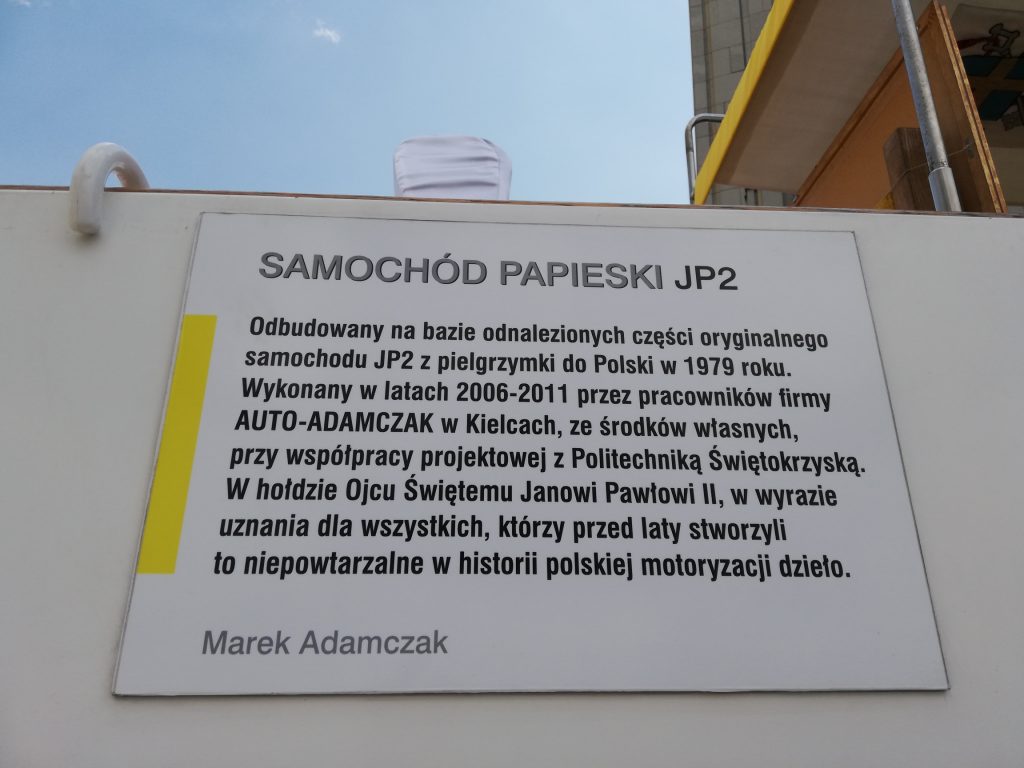 SAMOCHÓD PAPIESKI JP2
Odbudowany na bazie odnalezionych części oryginalnego
samochodu JP2 z pielgrzymki do Polski w 1979 roku.
Wykonany w latach 2006-2011 przez pracowników firmy
AUTO-ADAMCZAK w Kielcach, ze środków własnych,
przy współpracy projektowej z Politechniką Świętokrzyską.
W hołdzie Ojcu Świętemu Janowi Pawłowi II, w wyrazie
uznania dla wszystkich, którzy przed laty stworzyli
to niepowtarzalne w historii polskiej motoryzacji dzieło.
Marek Adamczak